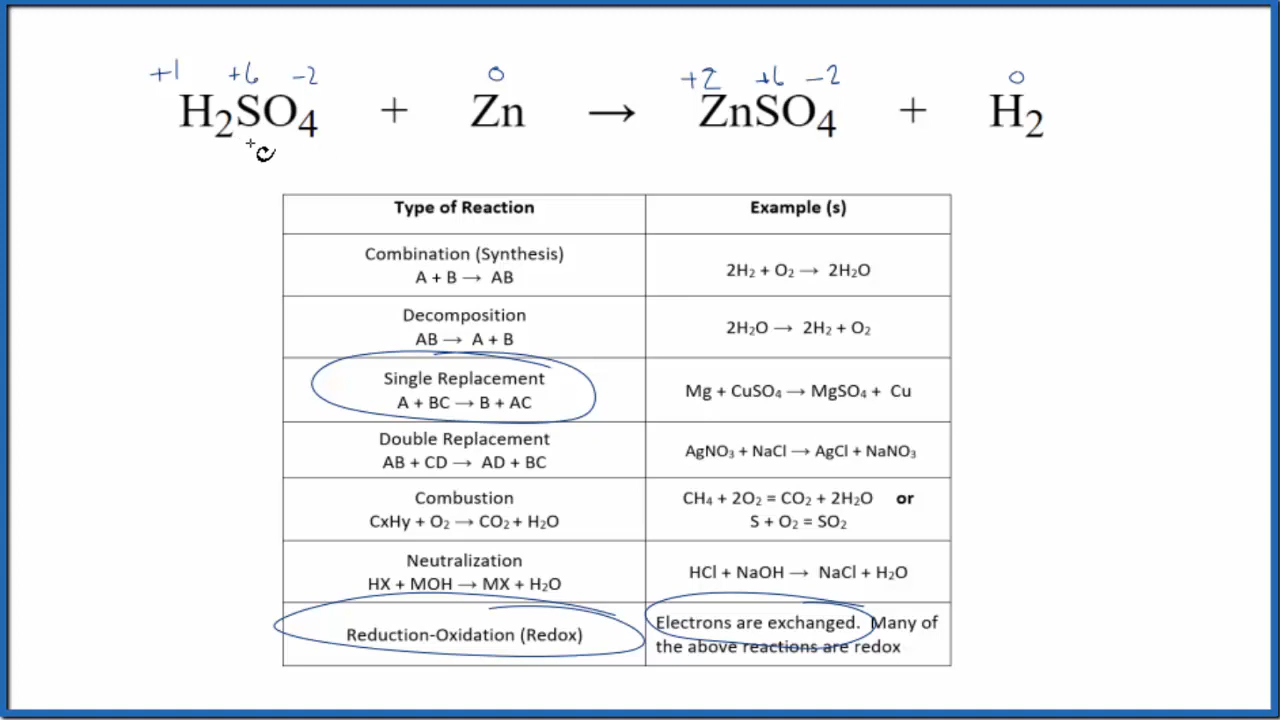 +1 +6 -2 0 +2 +6 -2 0
H₂SO₄ + Zn → ZnSO₄ + H₂
Type of Reaction Example (s)
Combination (Synthesis)
A + B → AB
2H₂ + O₂ → 2H₂O
Decomposition
AB → A + B
2H₂O → 2H₂ + O₂
Single Replacement
A + BC → B + AC
Mg + CuSO₄ → MgSO₄ + Cu
Double Replacement
AB + CD → AD + BC
AgNO₃ + NaCl → AgCl + NaNO₃
Combustion
CxHy + O₂ → CO₂ + H₂O
CH₄ + 2O₂ = CO₂ + 2H₂O or
S + O₂ = SO₂
Neutralization
HX + MOH → MX + H₂O
HCl + NaOH → NaCl + H₂O
Reduction-Oxidation (Redox)
Electrons are exchanged. Many of
the above reactions are redox